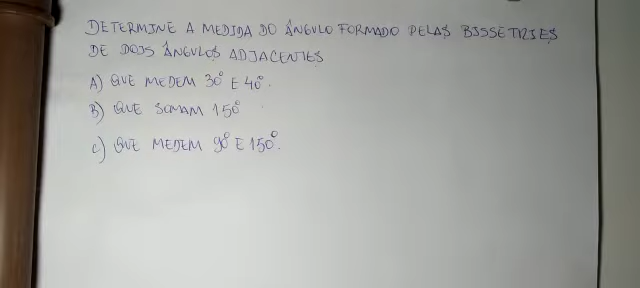 DETERMINE A MEDIDA DO ÂNGULO FORMADO PELAS BISSETRIZES
DE DOIS ÂNGULOS ADJACENTES
A) QUE MEDEM 30° E 40°.
B) QUE SOMAM 150°
C) QUE MEDEM 98° E 150°.